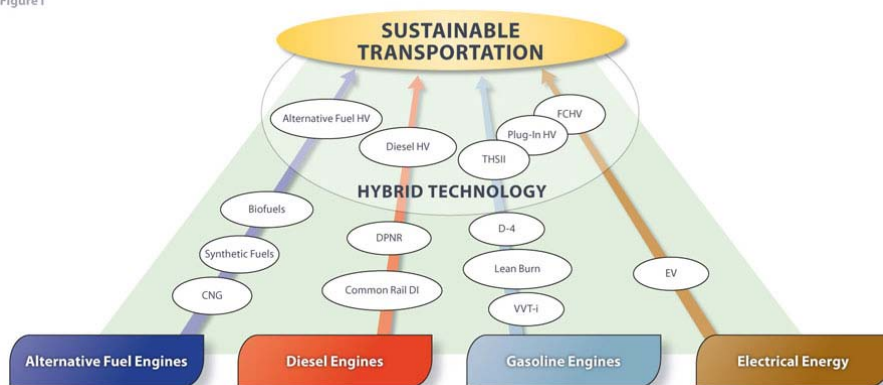 Figure 1
SUSTAINABLE
TRANSPORTATION
Alternative Fuel HV
FCHV
Plug-In HV
Diesel HV
THSII
HYBRID TECHNOLOGY
Biofuels
DPNR
D-4
Synthetic Fuels
Lean Burn
EV
CNG
Common Rail DI
VVT-i
Alternative Fuel Engines
Diesel Engines
Gasoline Engines
Electrical Energy